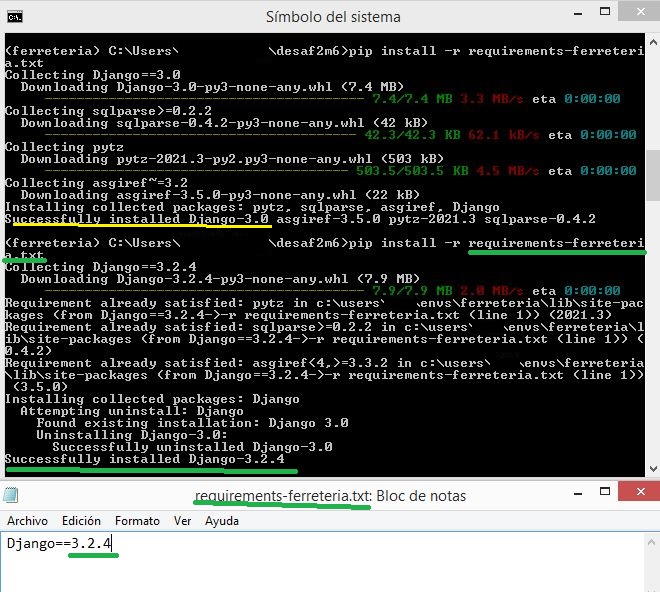 Símbolo del sistema
(ferreteria) C:\Users\ \desaf2m6>pip install -r requirements-ferreteri
a.txt
Collecting Django==3.0
Downloading Django-3.0-py3-none-any.whl (7.4 MB)
---------------------------------------- 7.4/7.4 MB 3.3 MB/s eta 0:00:00
Collecting sqlparse>=0.2.2
Downloading sqlparse-0.4.2-py3-none-any.whl (42 kB)
---------------------------------------- 42.3/42.3 KB 62.1 kB/s eta 0:00:00
Collecting pytz
Downloading pytz-2021.3-py2.py3-none-any.whl (503 kB)
---------------------------------------- 503.5/503.5 KB 4.5 MB/s eta 0:00:00
Collecting asgiref~=3.2
Downloading asgiref-3.5.0-py3-none-any.whl (22 kB)
Installing collected packages: pytz, sqlparse, asgiref, Django
Successfully installed Django-3.0 asgiref-3.5.0 pytz-2021.3 sqlparse-0.4.2
(ferreteria) C:\Users\ \desaf2m6>pip install -r requirements-ferreteri
a.txt
Collecting Django==3.2.4
Downloading Django-3.2.4-py3-none-any.whl (7.9 MB)
---------------------------------------- 7.9/7.9 MB 2.0 MB/s eta 0:00:00
Requirement already satisfied: pytz in c:\users\ \envs\ferreteria\lib\site-pac
kages (from Django==3.2.4->-r requirements-ferreteria.txt (line 1)) (2021.3)
Requirement already satisfied: sqlparse>=0.2.2 in c:\users\ \envs\ferreteria\l
ib\site-packages (from Django==3.2.4->-r requirements-ferreteria.txt (line 1)) (
0.4.2)
Requirement already satisfied: asgiref<4,>=3.3.2 in c:\users\ \envs\ferreteria
\lib\site-packages (from Django==3.2.4->-r requirements-ferreteria.txt (line 1))
(3.5.0)
Installing collected packages: Django
Attempting uninstall: Django
Found existing installation: Django 3.0
Uninstalling Django-3.0:
Successfully uninstalled Django-3.0
Successfully installed Django-3.2.4
requirements-ferreteria.txt: Bloc de notas
Archivo Edición Formato Ver Ayuda
Django==3.2.4